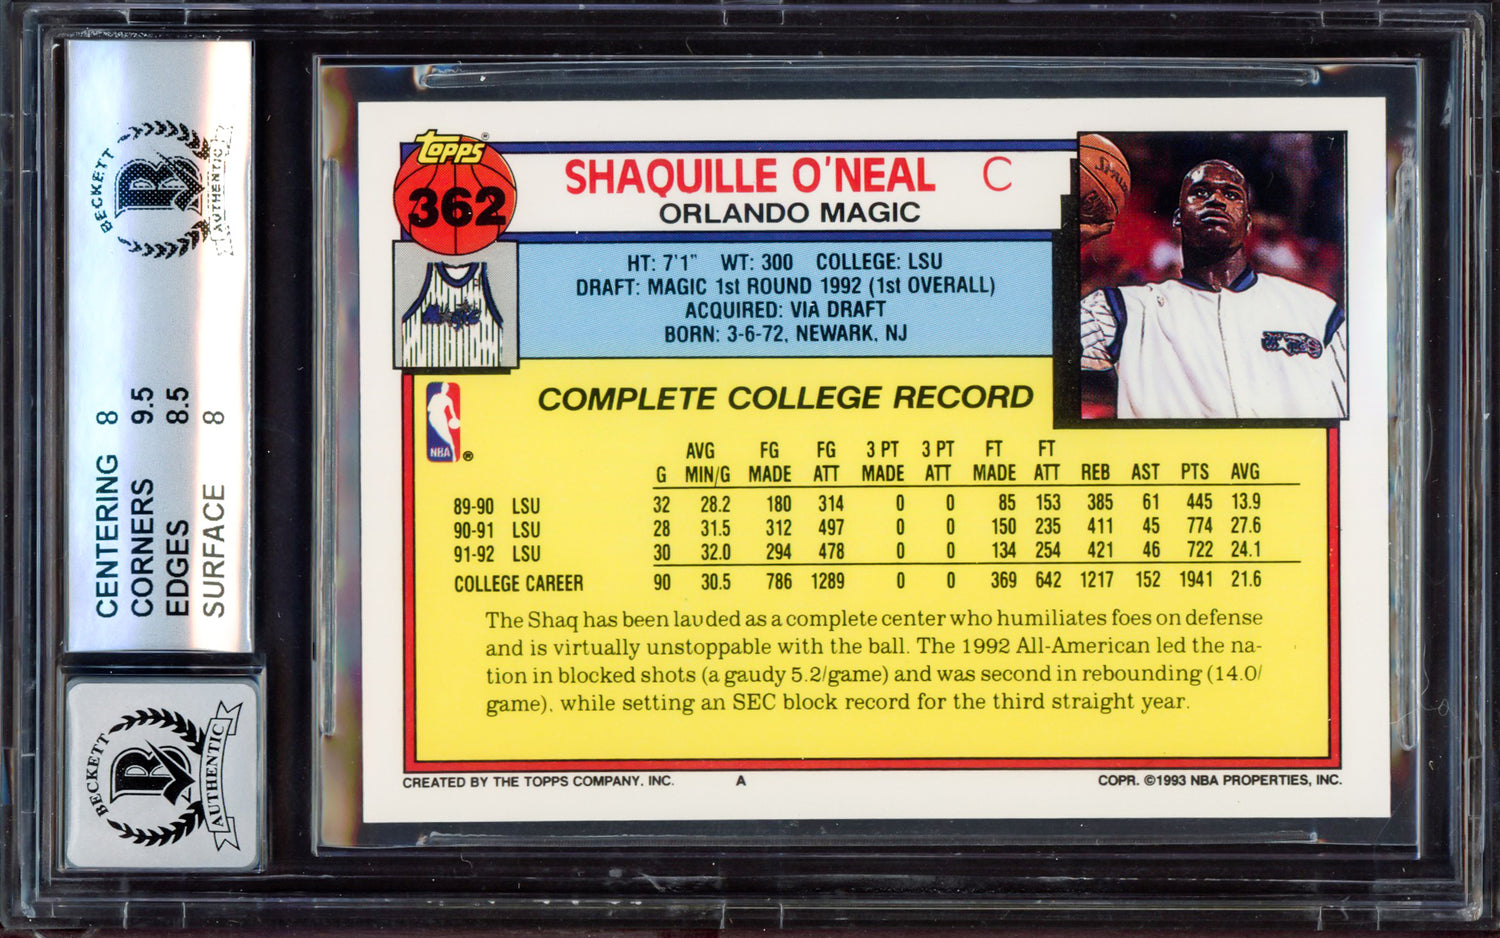 BECKETT
B
AUTHENTIC
CENTERING 8
CORNERS 9.5
EDGES 8.5
SURFACE 8
BECKETT
B
AUTHENTIC
Topps®
362
SHAQUILLE O'NEAL C
ORLANDO MAGIC
HT: 7'1" WT: 300 COLLEGE: LSU
DRAFT: MAGIC 1st ROUND 1992 (1st OVERALL)
ACQUIRED: VIA DRAFT
BORN: 3-6-72, NEWARK, NJ
Magic
NBA ®
COMPLETE COLLEGE RECORD
AVG FG FG 3 PT 3 PT FT FT
G MIN/G MADE ATT MADE ATT MADE ATT REB AST PTS AVG
89-90 LSU 32 28.2 180 314 0 0 85 153 385 61 445 13.9
90-91 LSU 28 31.5 312 497 0 0 150 235 411 45 774 27.6
91-92 LSU 30 32.0 294 478 0 0 134 254 421 46 722 24.1
COLLEGE CAREER 90 30.5 786 1289 0 0 369 642 1217 152 1941 21.6
The Shaq has been lauded as a complete center who humiliates foes on defense
and is virtually unstoppable with the ball. The 1992 All-American led the na-
tion in blocked shots (a gaudy 5.2/game) and was second in rebounding (14.0/
game), while setting an SEC block record for the third straight year.
CREATED BY THE TOPPS COMPANY, INC. A COPR. ©1993 NBA PROPERTIES, INC.